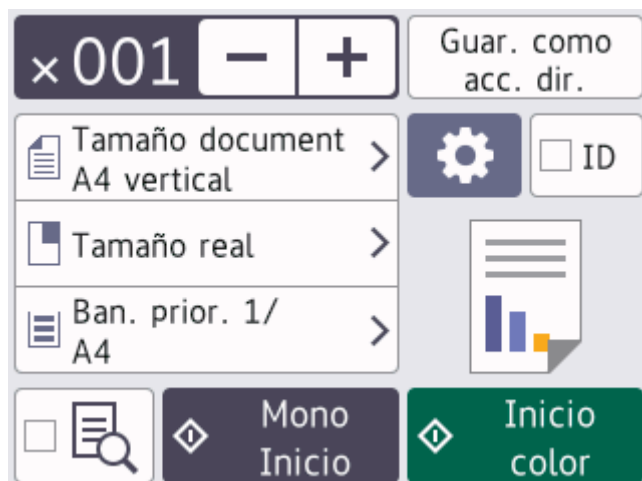 ×001
− +
Guar. como
acc. dir.
Tamaño document
A4 vertical
ID
Tamaño real
Ban. prior. 1/
A4
Mono
Inicio
Inicio
color